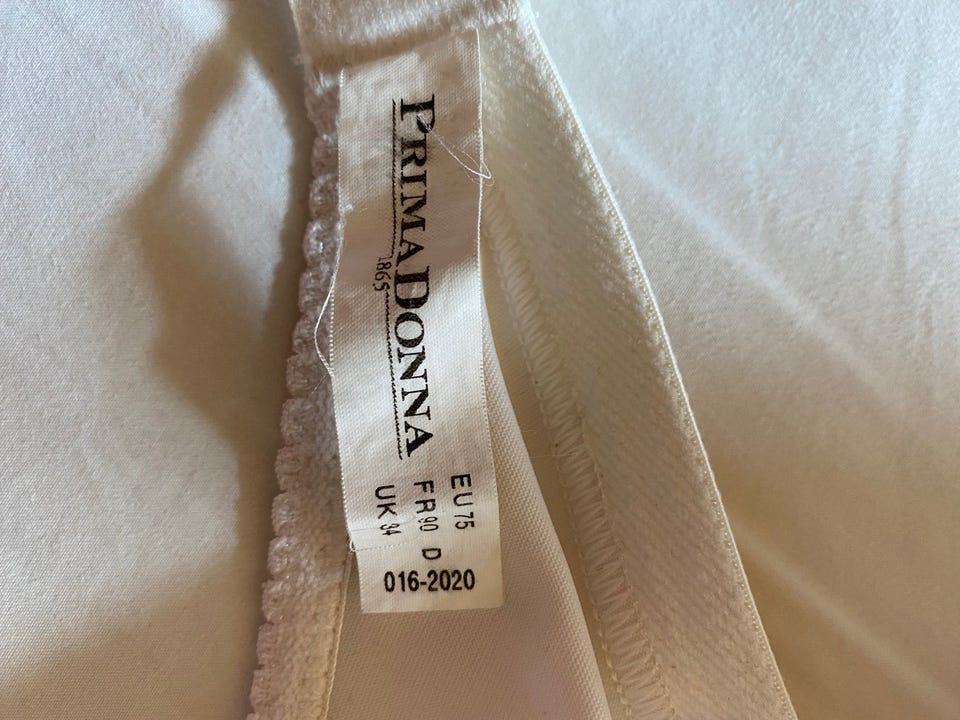 PRIMADONNA
1865
EU 75
FR 90 D
UK 34
016-2020